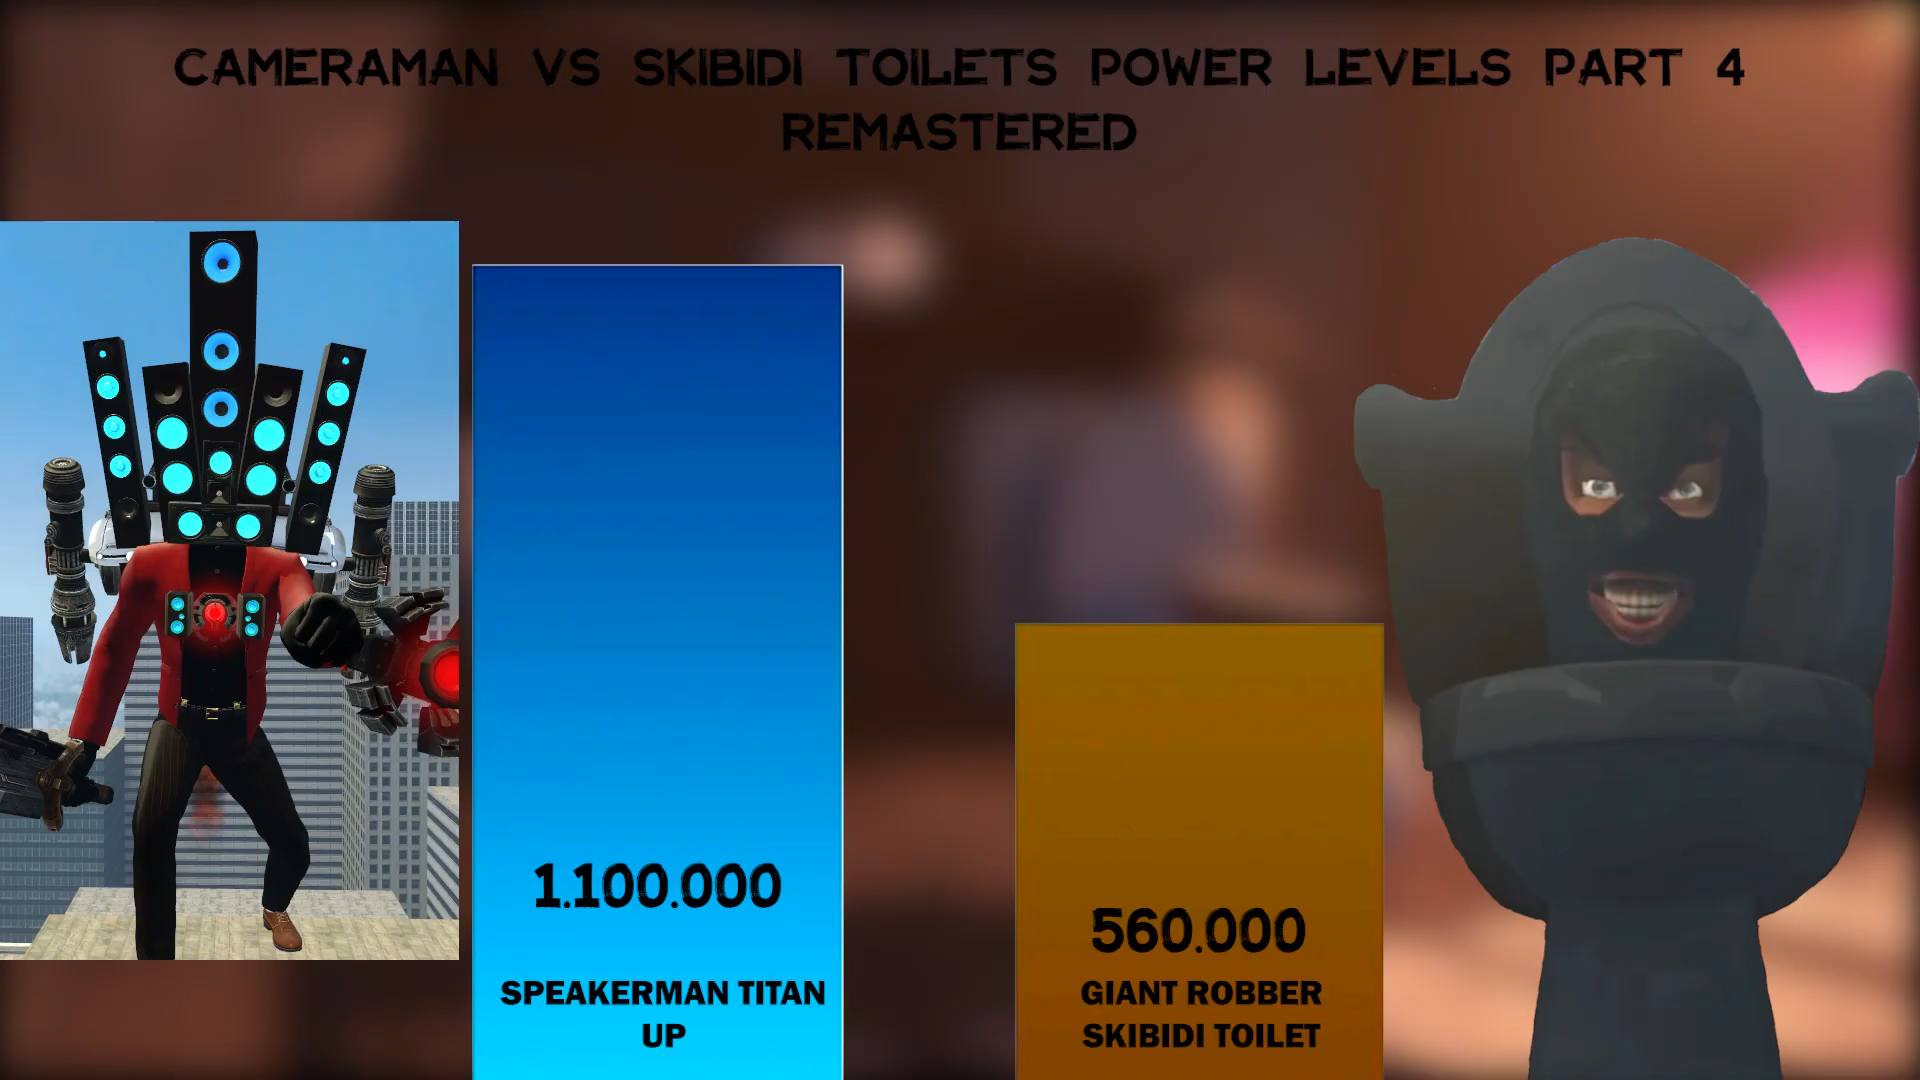 CAMERAMAN VS SKIBIDI TOILETS POWER LEVELS PART 4
REMASTERED
1.100.000
SPEAKERMAN TITAN
UP
560.000
GIANT ROBBER
SKIBIDI TOILET